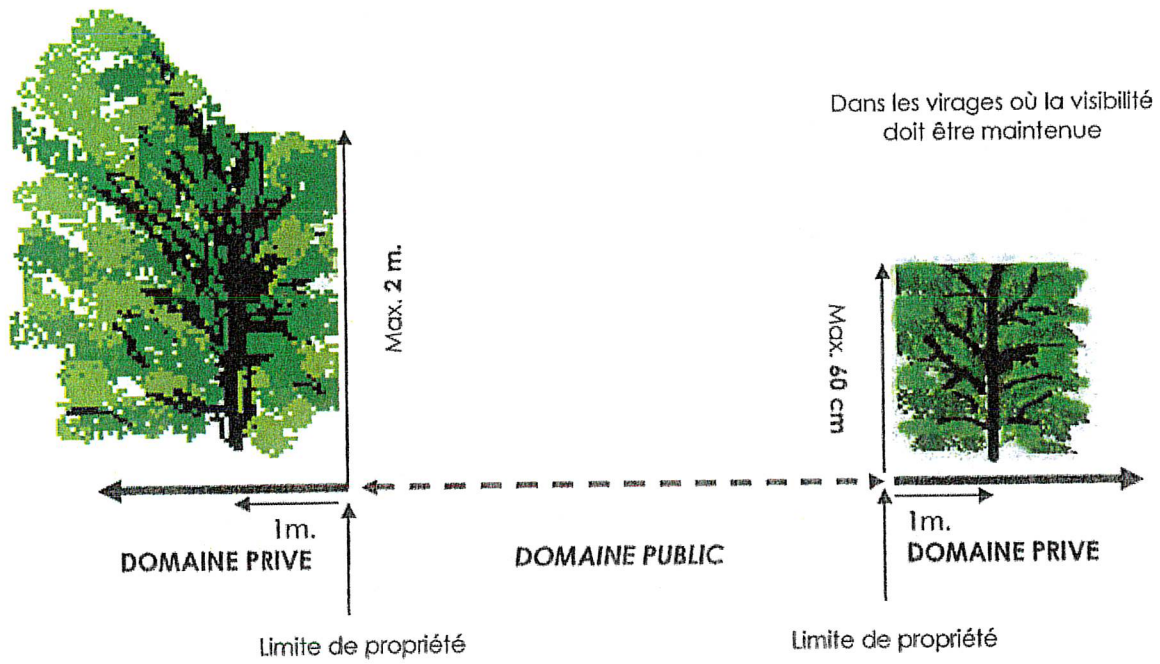 Dans les virages où la visibilité
doit être maintenue
Max. 2 m.
Max. 60 cm
1m.
DOMAINE PRIVE
DOMAINE PUBLIC
1m.
DOMAINE PRIVE
Limite de propriété
Limite de propriété